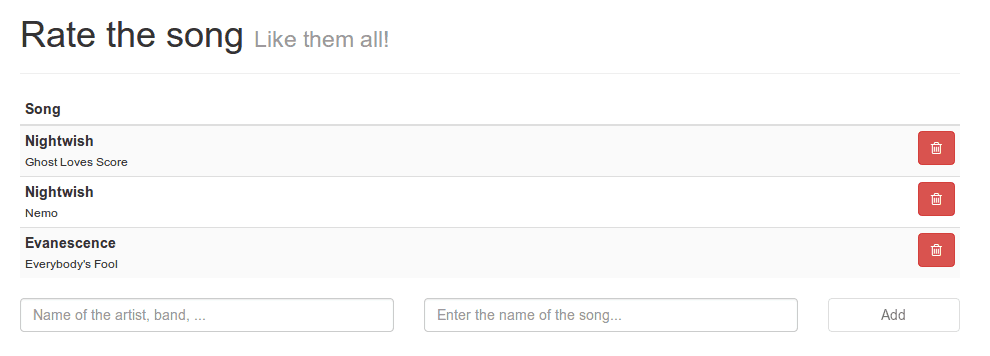 Rate the song Like them all!
Song
Nightwish
Ghost Loves Score
Nightwish
Nemo
Evanescence
Everybody's Fool
Name of the artist, band, ...
Enter the name of the song...
Add